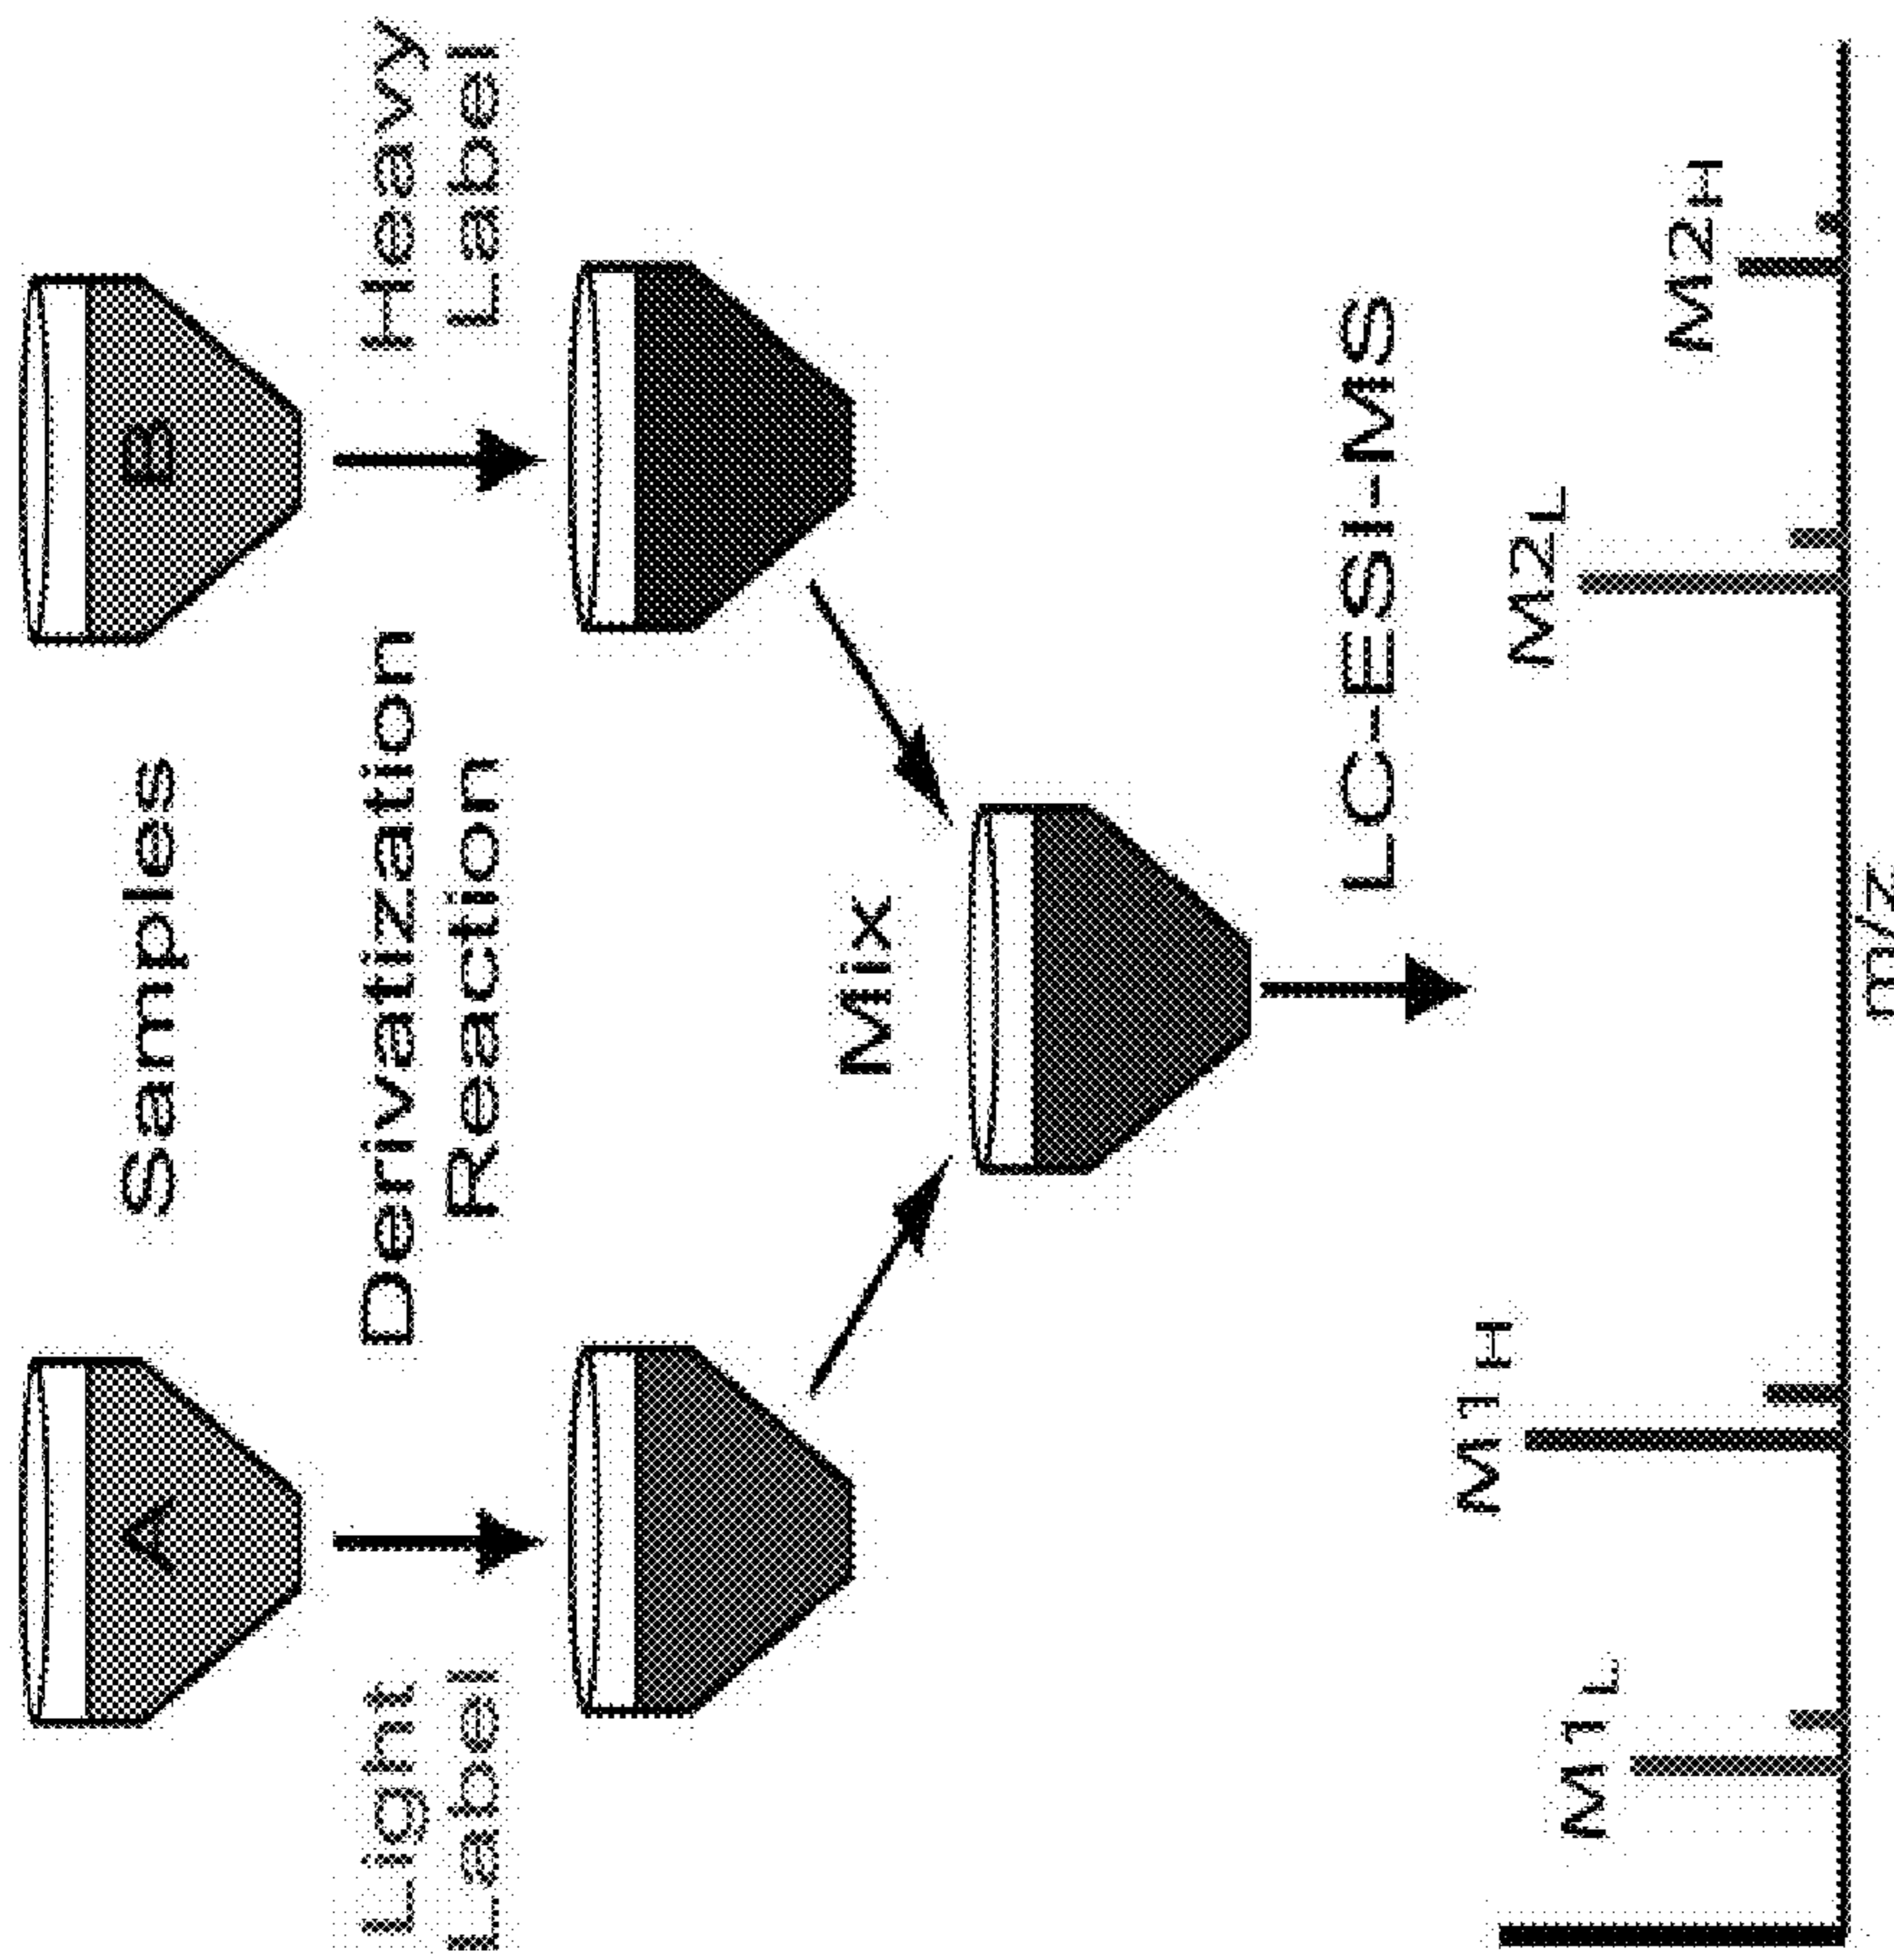 Samples
A
B
Light
Label
Derivatization
Reaction
Heavy
Label
Mix
LC-ESI-MS
M1L
M1H
M2L
M2H
m/z